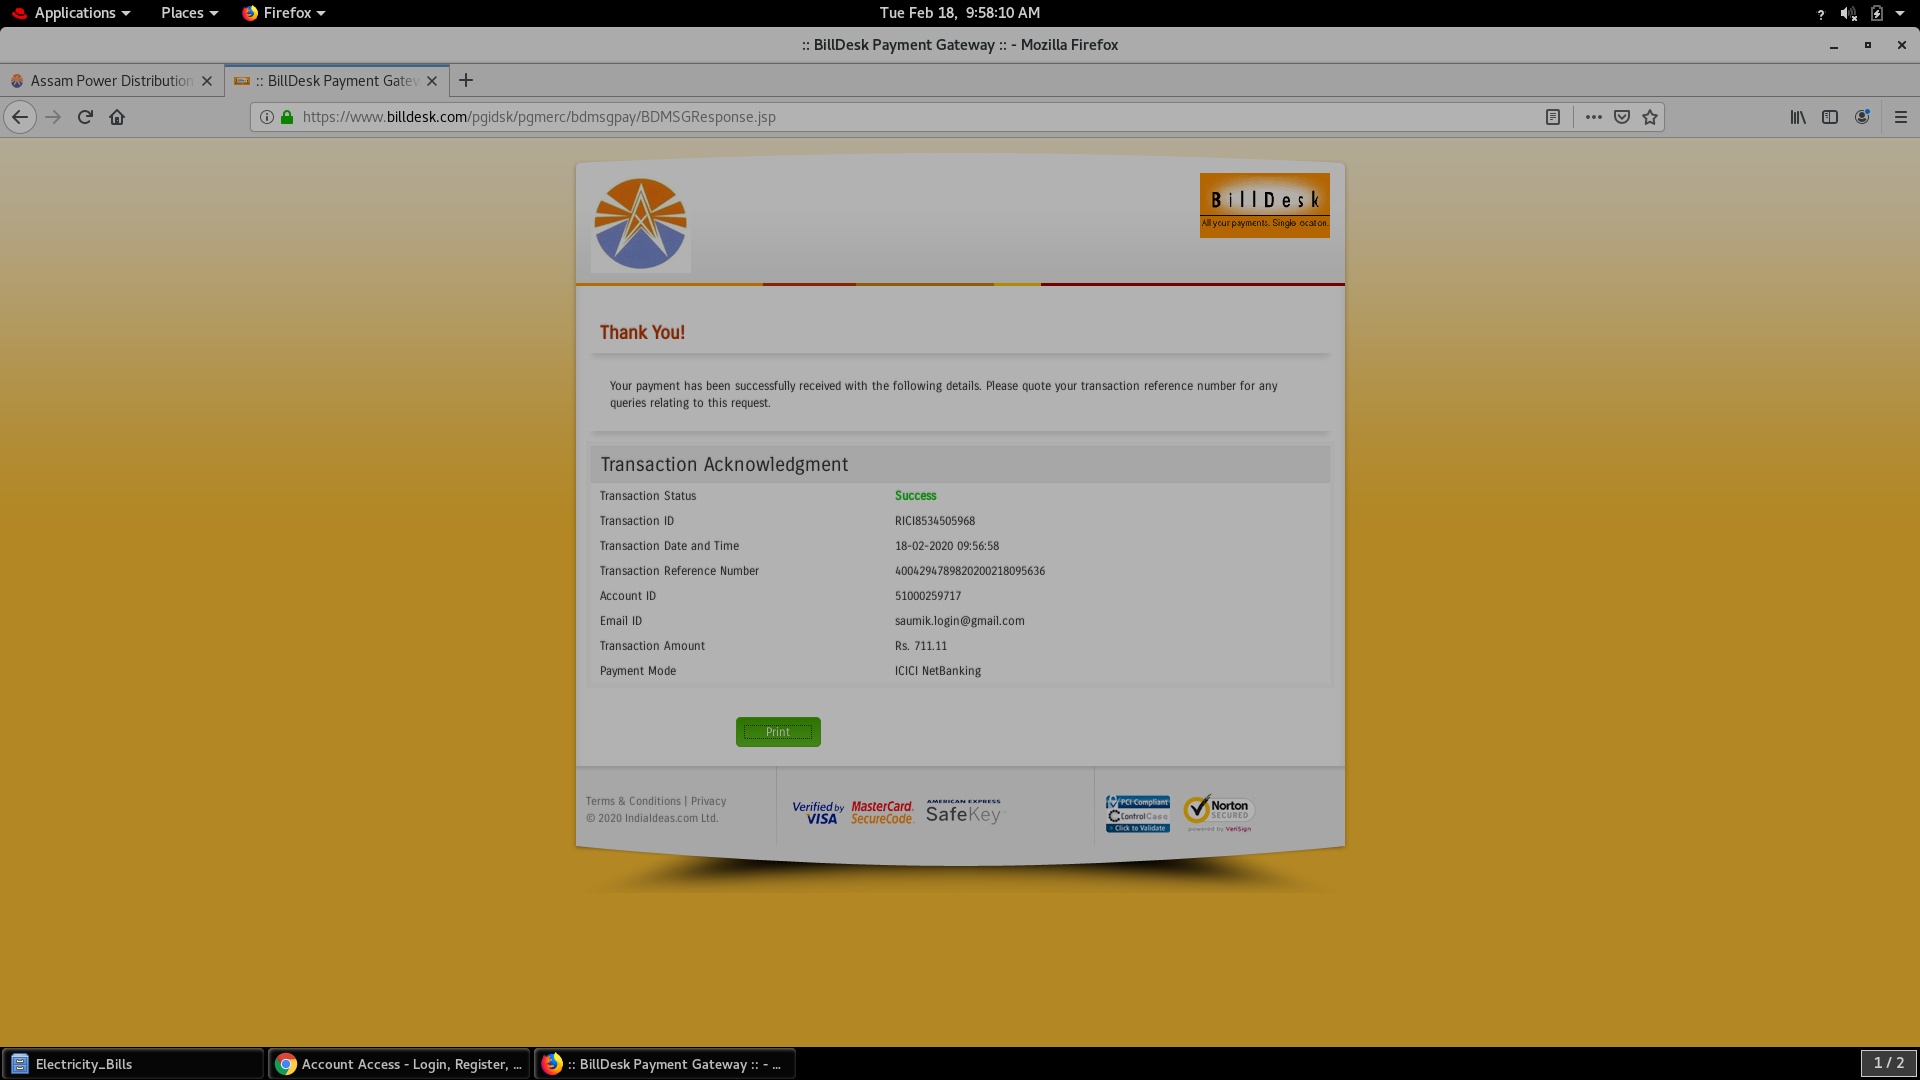 Applications
Places
Firefox
Tue Feb 18, 9:58:10 AM
?
:: BillDesk Payment Gateway :: - Mozilla Firefox
Assam Power Distribution
:: BillDesk Payment Gatew
https://www.billdesk.com/pgidsk/pgmerc/bdmsgpay/BDMSGResponse.jsp
BillDesk
All your payments. Single location.
Thank You!
Your payment has been successfully received with the following details. Please quote your transaction reference number for any
queries relating to this request.
Transaction Acknowledgment
Transaction Status Success
Transaction ID RICI8534505968
Transaction Date and Time 18-02-2020 09:56:58
Transaction Reference Number 4004294789820200218095636
Account ID 51000259717
Email ID saumik.login@gmail.com
Transaction Amount Rs. 711.11
Payment Mode ICICI NetBanking
Print
Terms & Conditions | Privacy
© 2020 IndiaIdeas.com Ltd.
Verified by
VISA
MasterCard.
SecureCode.
AMERICAN EXPRESS
SafeKey
PCI Compliant
ControlCase
Click to Validate
Norton
SECURED
powered by VeriSign
Electricity_Bills
Account Access - Login, Register, ...
:: BillDesk Payment Gateway :: - ...
1 / 2